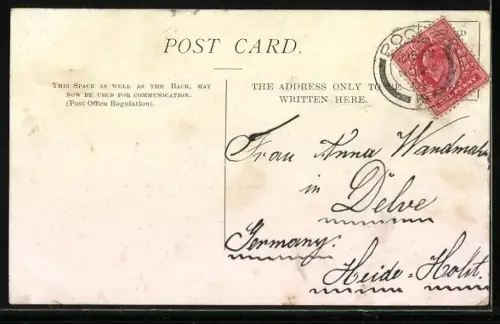 POST CARD.
THIS SPACE AS WELL AS THE BACK, MAY
NOW BE USED FOR COMMUNICATION.
(Post Office Regulation).
THE ADDRESS ONLY TO BE
WRITTEN HERE.
Frau Anna
in
Delve
Germany.
Heide-Holst.